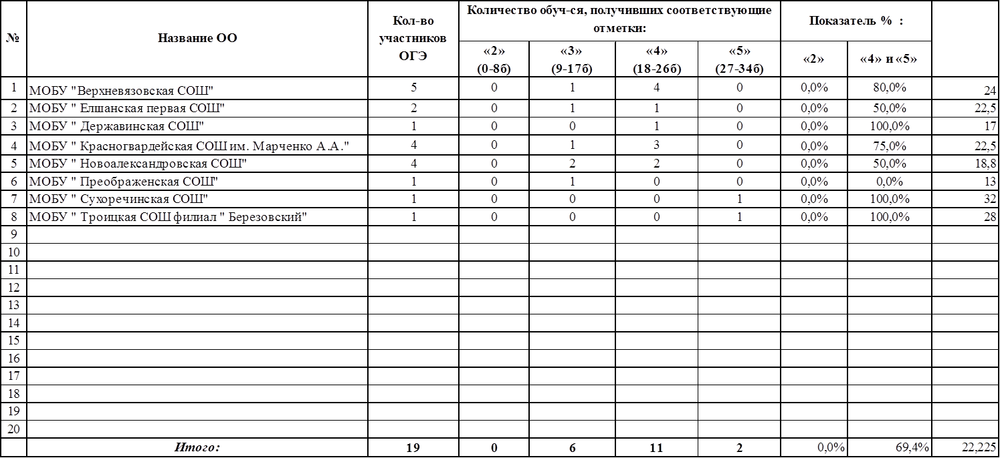 № Название ОО Кол-во участников ОГЭ Количество обуч-ся, получивших соответствующие отметки: Показатель % :
«2» (0-8б) «3» (9-17б) «4» (18-26б) «5» (27-34б) «2» «4» и «5»
1 МОБУ "Верхневязовская СОШ" 5 0 1 4 0 0,0% 80,0% 24
2 МОБУ " Елшанская первая СОШ" 2 0 1 1 0 0,0% 50,0% 22,5
3 МОБУ " Державинская СОШ" 1 0 0 1 0 0,0% 100,0% 17
4 МОБУ " Красногвардейская СОШ им. Марченко А.А." 4 0 1 3 0 0,0% 75,0% 22,5
5 МОБУ " Новоалександровская СОШ" 4 0 2 2 0 0,0% 50,0% 18,8
6 МОБУ " Преображенская СОШ" 1 0 1 0 0 0,0% 0,0% 13
7 МОБУ " Сухоречинская СОШ" 1 0 0 0 1 0,0% 100,0% 32
8 МОБУ " Троицкая СОШ филиал " Березовский" 1 0 0 0 1 0,0% 100,0% 28
9
10
11
12
13
14
15
16
17
18
19
20
Итого: 19 0 6 11 2 0,0% 69,4% 22,225